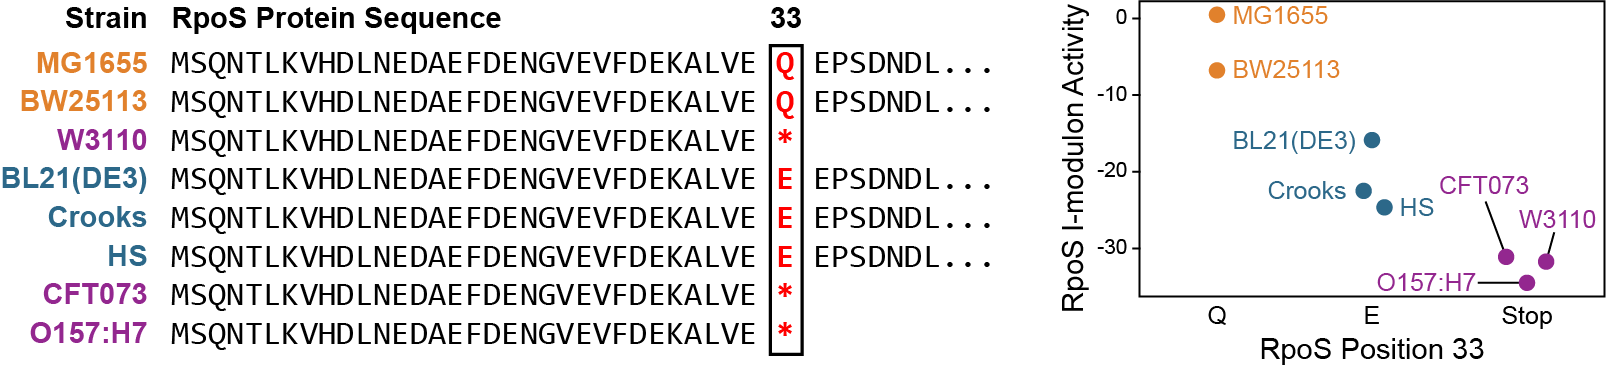 Strain RpoS Protein Sequence 33
MG1655 MSQNTLKVHDLNEDAEFDENGVEVFDEKALVE Q EPSDNDL...
BW25113 MSQNTLKVHDLNEDAEFDENGVEVFDEKALVE Q EPSDNDL...
W3110 MSQNTLKVHDLNEDAEFDENGVEVFDEKALVE *
BL21(DE3) MSQNTLKVHDLNEDAEFDENGVEVFDEKALVE E EPSDNDL...
Crooks MSQNTLKVHDLNEDAEFDENGVEVFDEKALVE E EPSDNDL...
HS MSQNTLKVHDLNEDAEFDENGVEVFDEKALVE E EPSDNDL...
CFT073 MSQNTLKVHDLNEDAEFDENGVEVFDEKALVE *
O157:H7 MSQNTLKVHDLNEDAEFDENGVEVFDEKALVE *
RpoS I-modulon Activity
0
-10
-20
-30
MG1655
BW25113
BL21(DE3)
Crooks
HS
CFT073
W3110
O157:H7
Q E Stop
RpoS Position 33